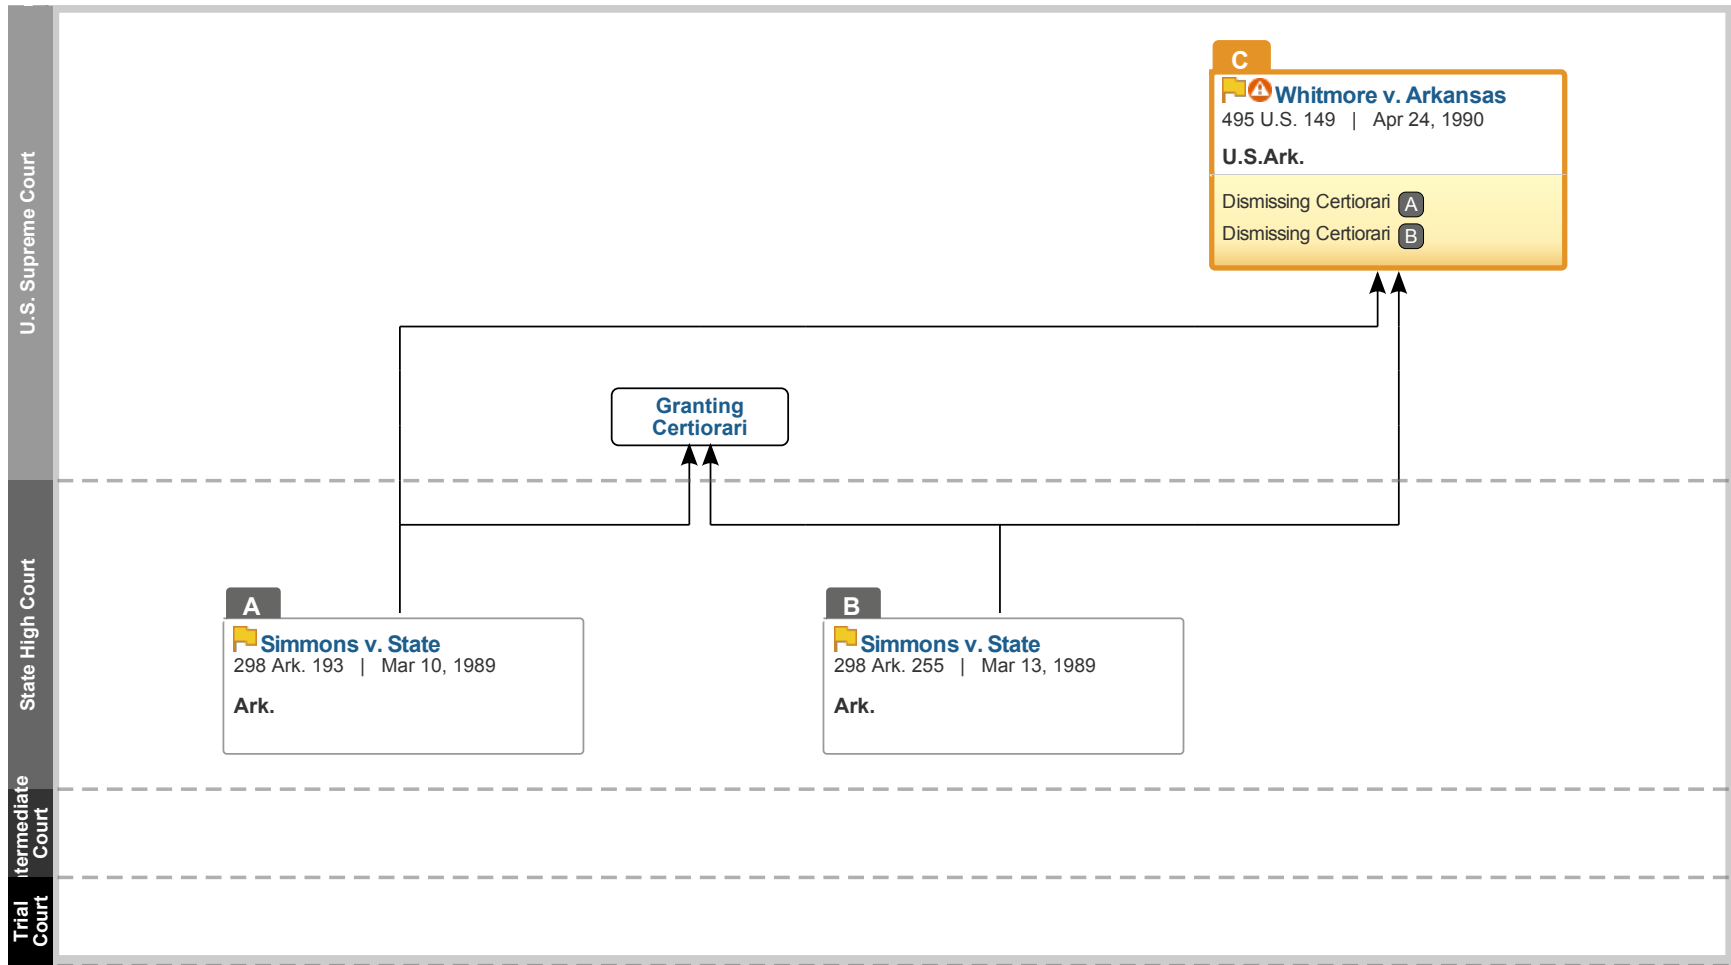 U.S. Supreme Court
C
Whitmore v. Arkansas
495 U.S. 149 | Apr 24, 1990
U.S.Ark.
Dismissing Certiorari A
Dismissing Certiorari B
Granting
Certiorari
State High Court
A
Simmons v. State
298 Ark. 193 | Mar 10, 1989
Ark.
B
Simmons v. State
298 Ark. 255 | Mar 13, 1989
Ark.
ntermediate
Court
Trial
Court